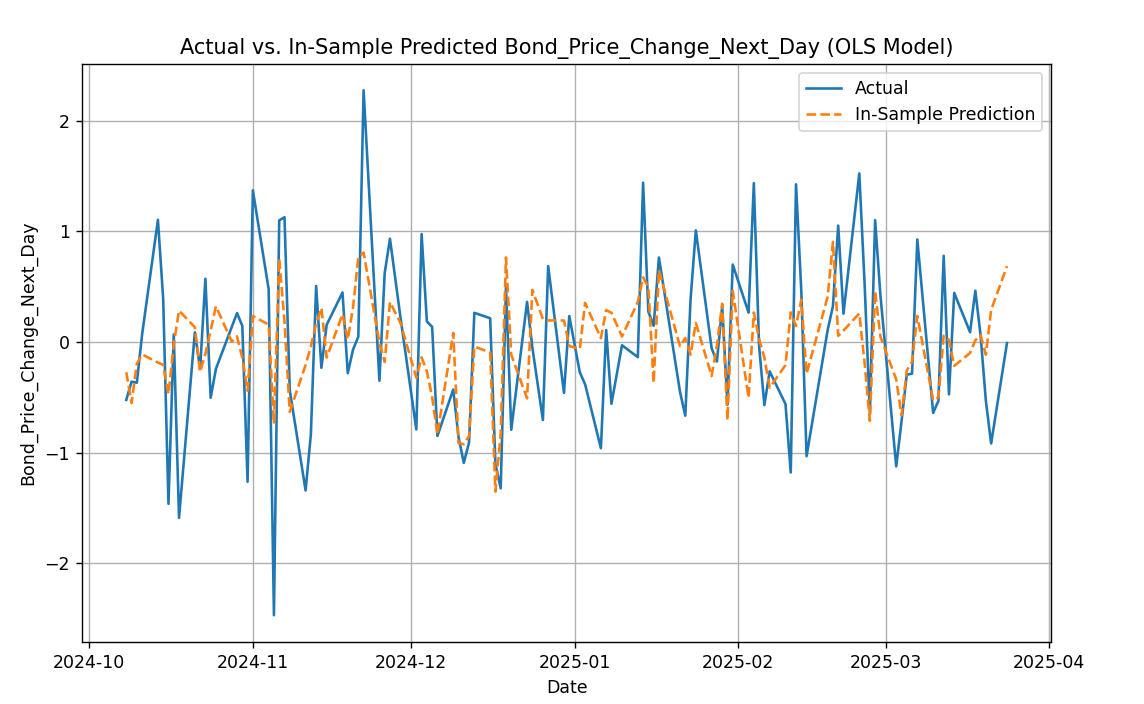 Actual vs. In-Sample Predicted Bond_Price_Change_Next_Day (OLS Model)
Actual
In-Sample Prediction
Bond_Price_Change_Next_Day
2
1
0
−1
−2
2024-10
2024-11
2024-12
2025-01
2025-02
2025-03
2025-04
Date